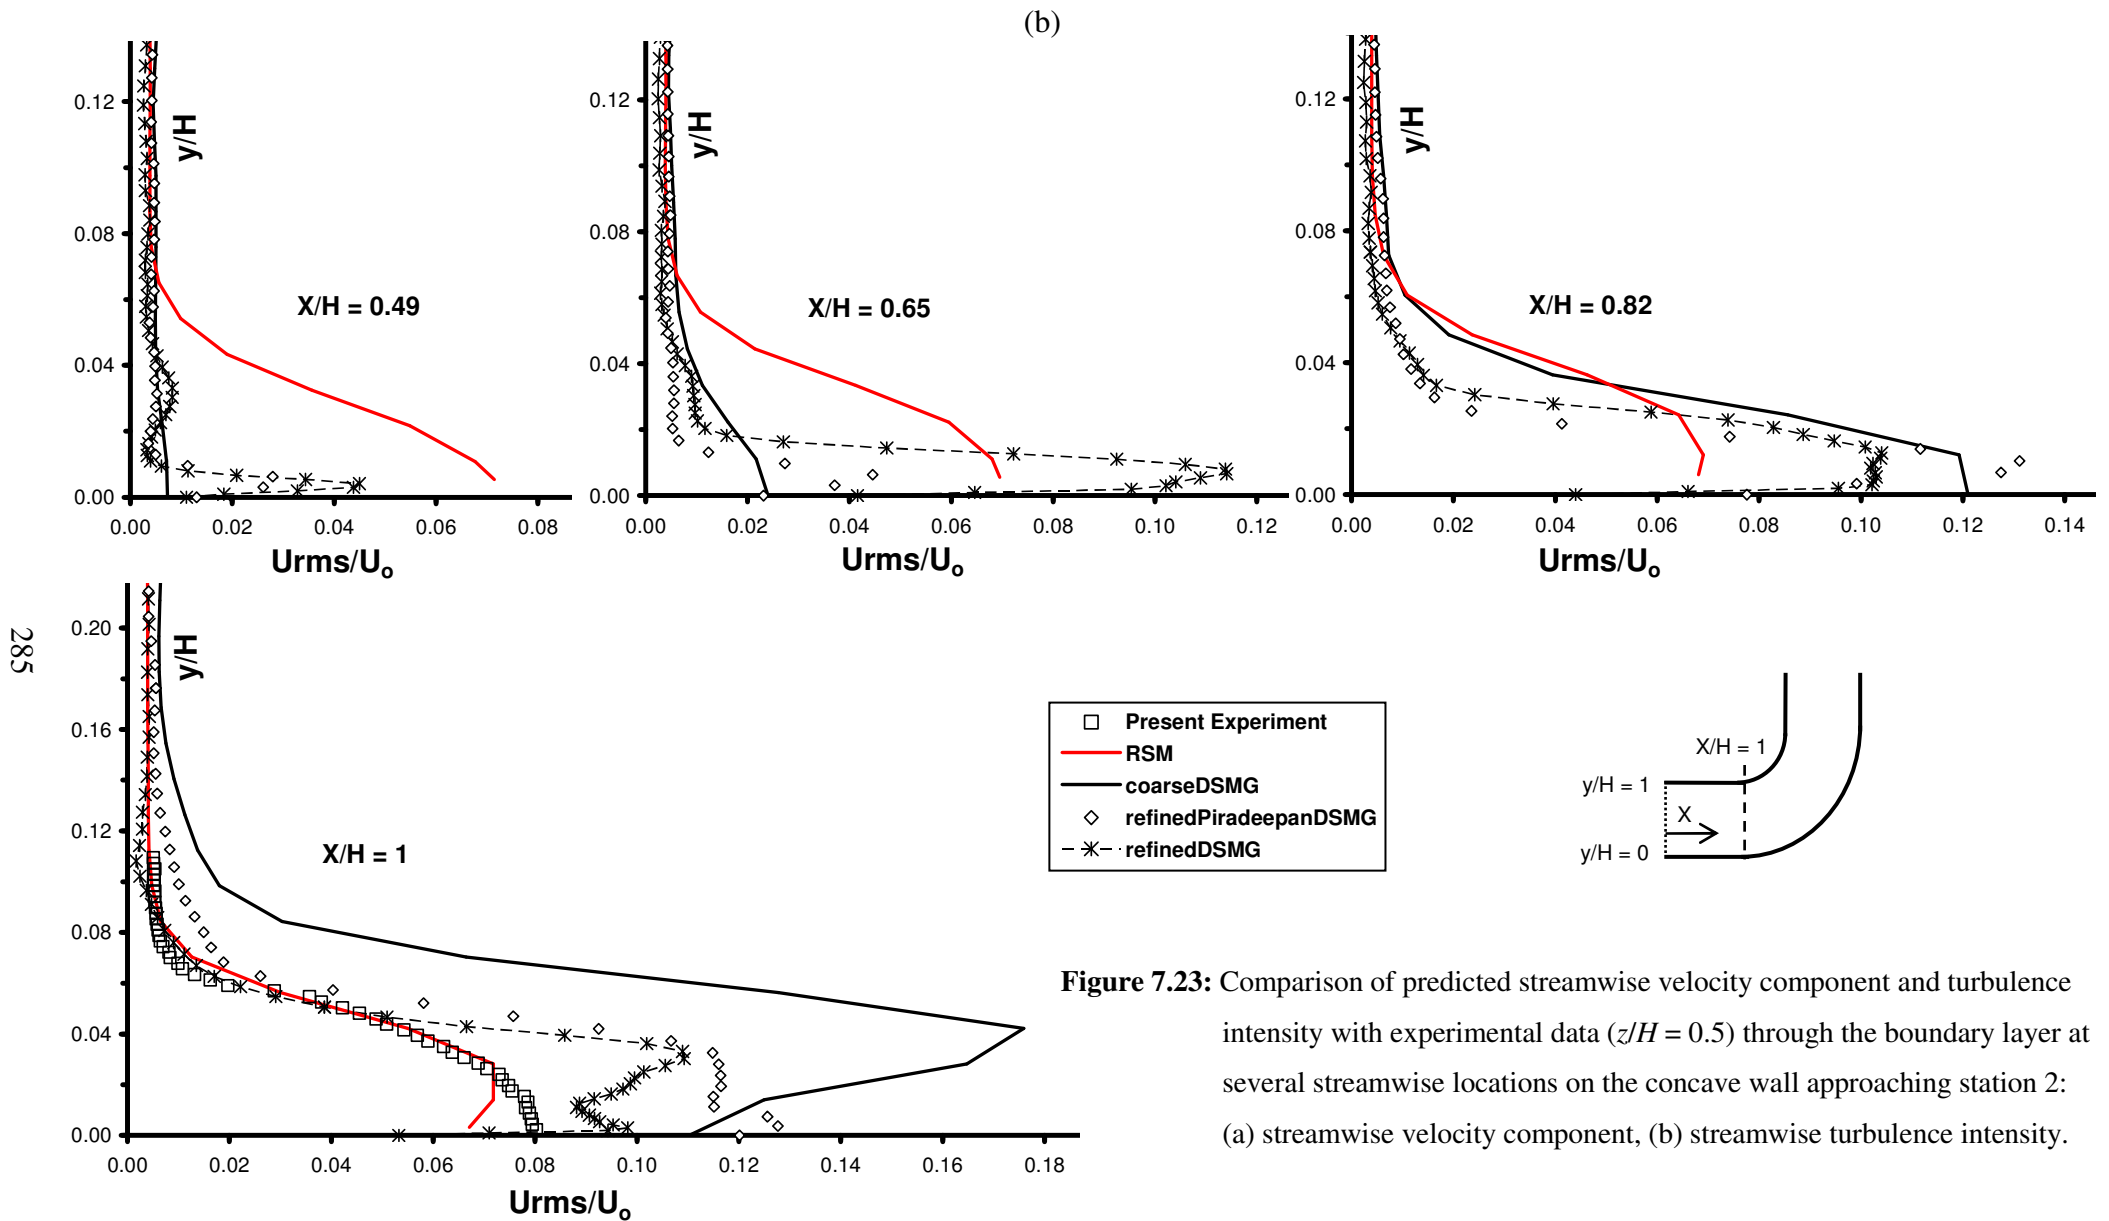 (b)
0.12
0.08
0.04
0.00
y/H
X/H = 0.49
0.00 0.02 0.04 0.06 0.08
Urms/Uo
0.12
0.08
0.04
0.00
y/H
X/H = 0.65
0.00 0.02 0.04 0.06 0.08 0.10 0.12
Urms/Uo
0.12
0.08
0.04
0.00
y/H
X/H = 0.82
0.00 0.02 0.04 0.06 0.08 0.10 0.12 0.14
Urms/Uo
285
0.20
0.16
0.12
0.08
0.04
0.00
y/H
X/H = 1
0.00 0.02 0.04 0.06 0.08 0.10 0.12 0.14 0.16 0.18
Urms/Uo
Present Experiment
RSM
coarseDSMG
refinedPiradeepanDSMG
refinedDSMG
X/H = 1
y/H = 1
X
y/H = 0
Figure 7.23: Comparison of predicted streamwise velocity component and turbulence
intensity with experimental data (z/H = 0.5) through the boundary layer at
several streamwise locations on the concave wall approaching station 2:
(a) streamwise velocity component, (b) streamwise turbulence intensity.